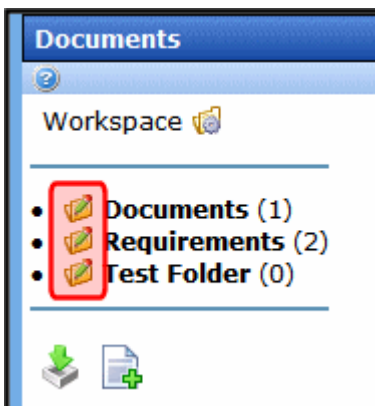 Documents
Workspace
Documents (1)
Requirements (2)
Test Folder (0)